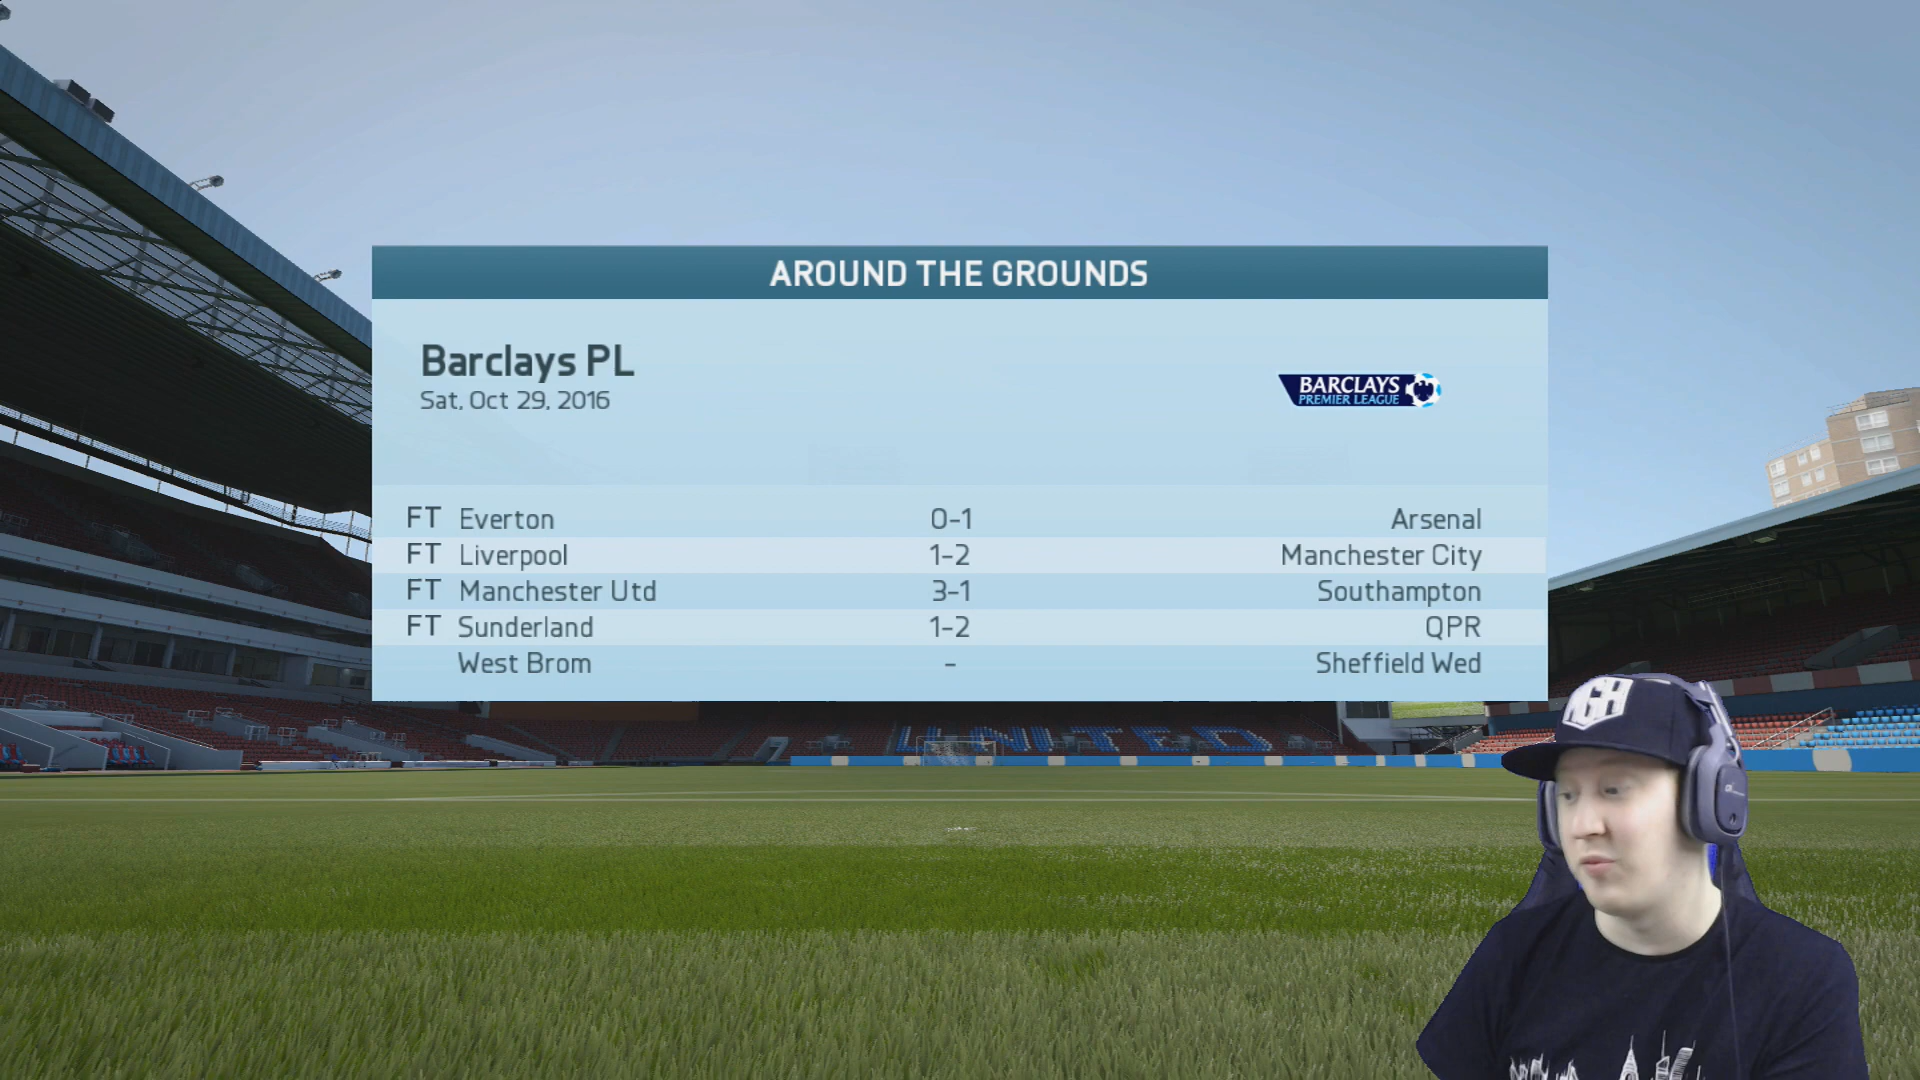 AROUND THE GROUNDS
Barclays PL
Sat, Oct 29, 2016
BARCLAYS
PREMIER LEAGUE
FT Everton 0-1 Arsenal
FT Liverpool 1-2 Manchester City
FT Manchester Utd 3-1 Southampton
FT Sunderland 1-2 QPR
West Brom - Sheffield Wed
UNITED